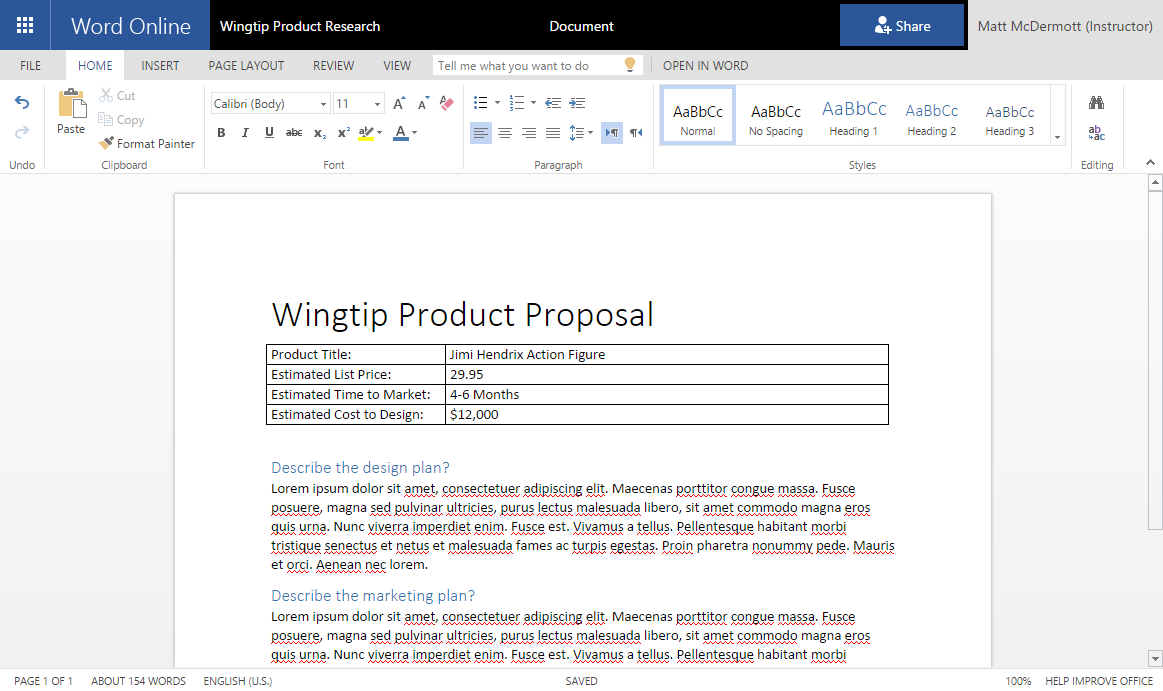 Word Online Wingtip Product Research Document Share Matt McDermott (Instructor)
FILE HOME INSERT PAGE LAYOUT REVIEW VIEW Tell me what you want to do OPEN IN WORD
Paste
Cut
Copy
Format Painter
Calibri (Body) 11
B I U abc x₂ x² ab A
AaBbCc AaBbCc AaBbCc AaBbCc AaBbCc
Normal No Spacing Heading 1 Heading 2 Heading 3
Undo Clipboard Font Paragraph Styles Editing
Wingtip Product Proposal
Product Title: Jimi Hendrix Action Figure
Estimated List Price: 29.95
Estimated Time to Market: 4-6 Months
Estimated Cost to Design: $12,000
Describe the design plan?
Lorem ipsum dolor sit amet, consectetuer adipiscing elit. Maecenas porttitor congue massa. Fusce
posuere, magna sed pulvinar ultricies, purus lectus malesuada libero, sit amet commodo magna eros
quis urna. Nunc viverra imperdiet enim. Fusce est. Vivamus a tellus. Pellentesque habitant morbi
tristique senectus et netus et malesuada fames ac turpis egestas. Proin pharetra nonummy pede. Mauris
et orci. Aenean nec lorem.
Describe the marketing plan?
Lorem ipsum dolor sit amet, consectetuer adipiscing elit. Maecenas porttitor congue massa. Fusce
posuere, magna sed pulvinar ultricies, purus lectus malesuada libero, sit amet commodo magna eros
quis urna. Nunc viverra imperdiet enim. Fusce est. Vivamus a tellus. Pellentesque habitant morbi
PAGE 1 OF 1 ABOUT 154 WORDS ENGLISH (U.S.) SAVED 100% HELP IMPROVE OFFICE